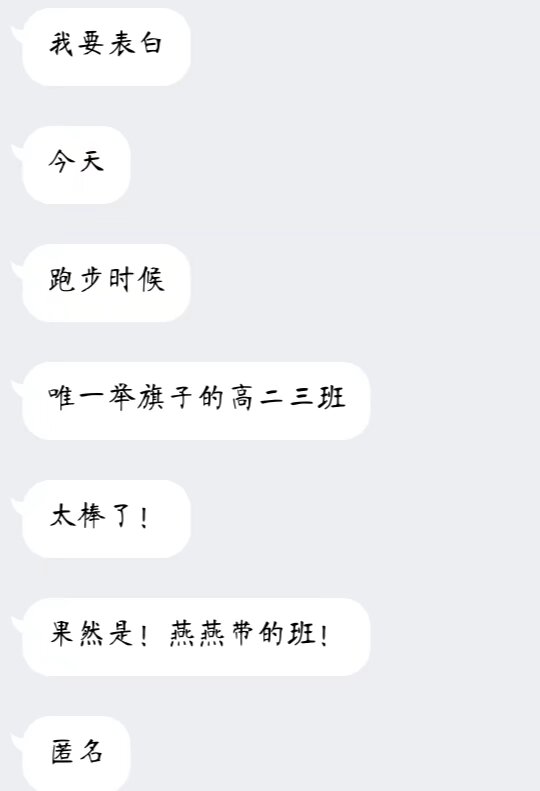 我要表白
今天
跑步时候
唯一举旗子的高二三班
太棒了！
果然是！燕燕带的班！
匿名